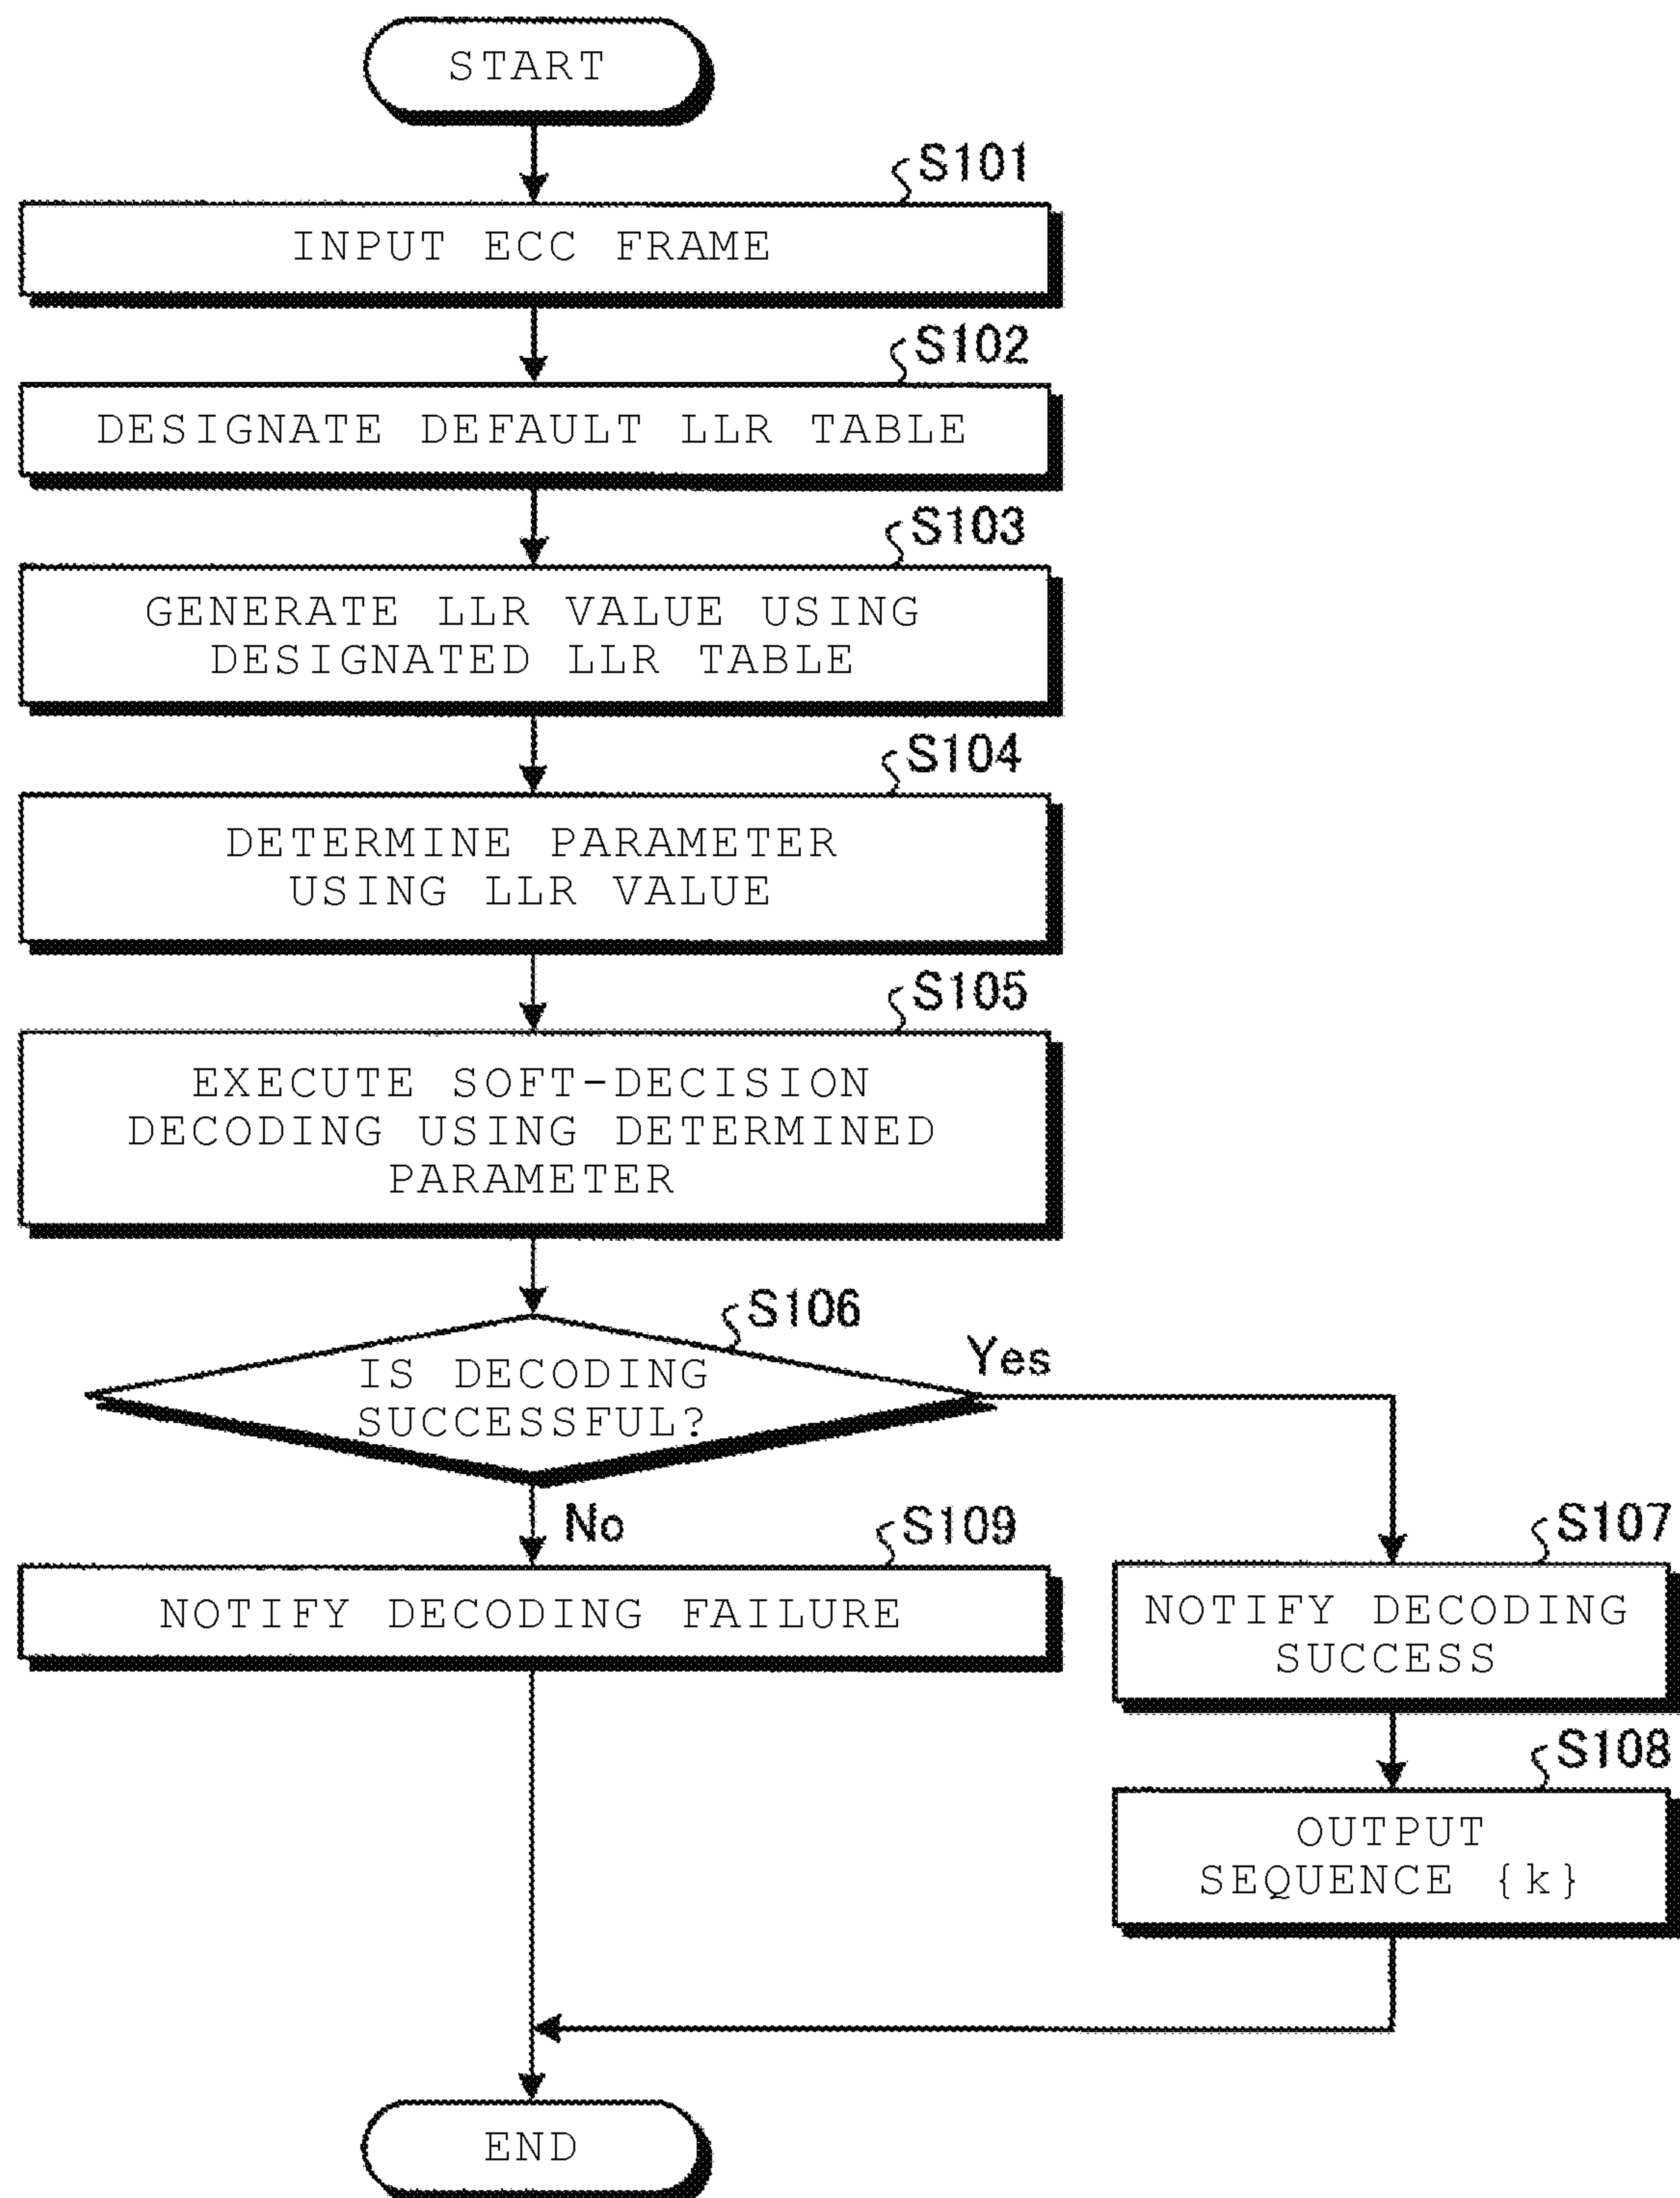 START
S101
INPUT ECC FRAME
S102
DESIGNATE DEFAULT LLR TABLE
S103
GENERATE LLR VALUE USING
DESIGNATED LLR TABLE
S104
DETERMINE PARAMETER
USING LLR VALUE
S105
EXECUTE SOFT-DECISION
DECODING USING DETERMINED
PARAMETER
S106
IS DECODING
SUCCESSFUL?
Yes
No
S109
NOTIFY DECODING FAILURE
S107
NOTIFY DECODING
SUCCESS
S108
OUTPUT
SEQUENCE {k}
END